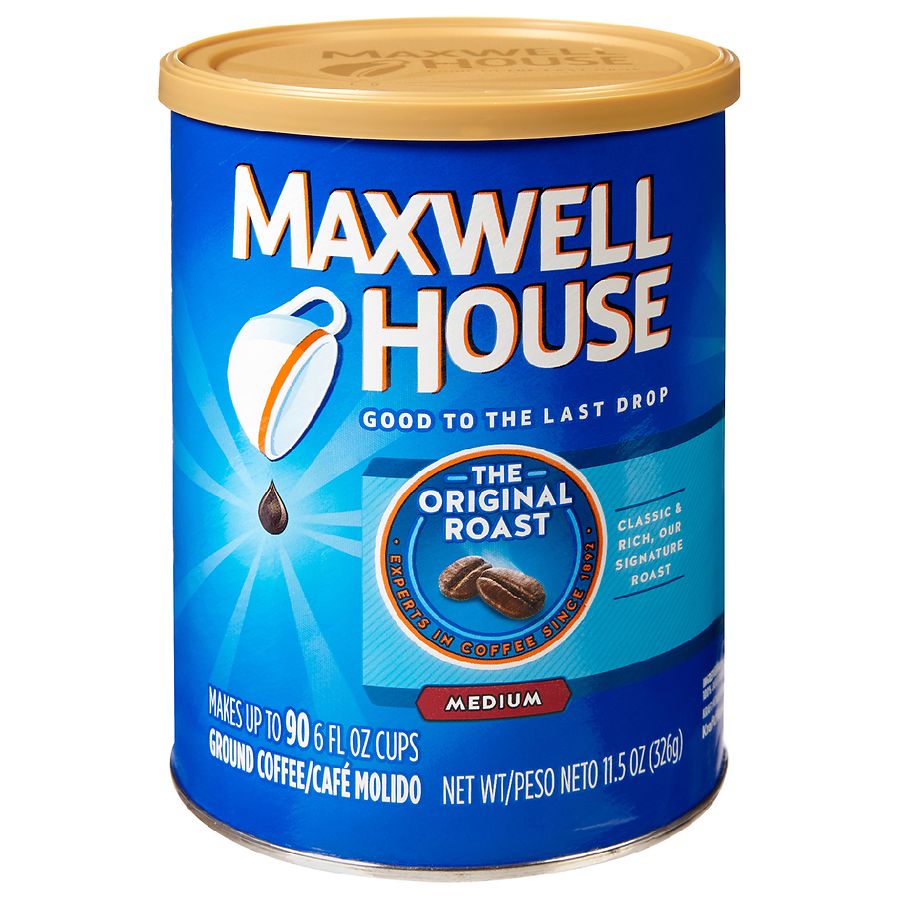 MAXWELL
HOUSE
MAXWELL
HOUSE
GOOD TO THE LAST DROP
THE
ORIGINAL
ROAST
EXPERTS IN COFFEE SINCE 1892
CLASSIC &
RICH, OUR
SIGNATURE
ROAST
MEDIUM
MAKES UP TO 90 6 FL OZ CUPS
GROUND COFFEE/CAFÉ MOLIDO
NET WT/PESO NETO 11.5 OZ (326g)